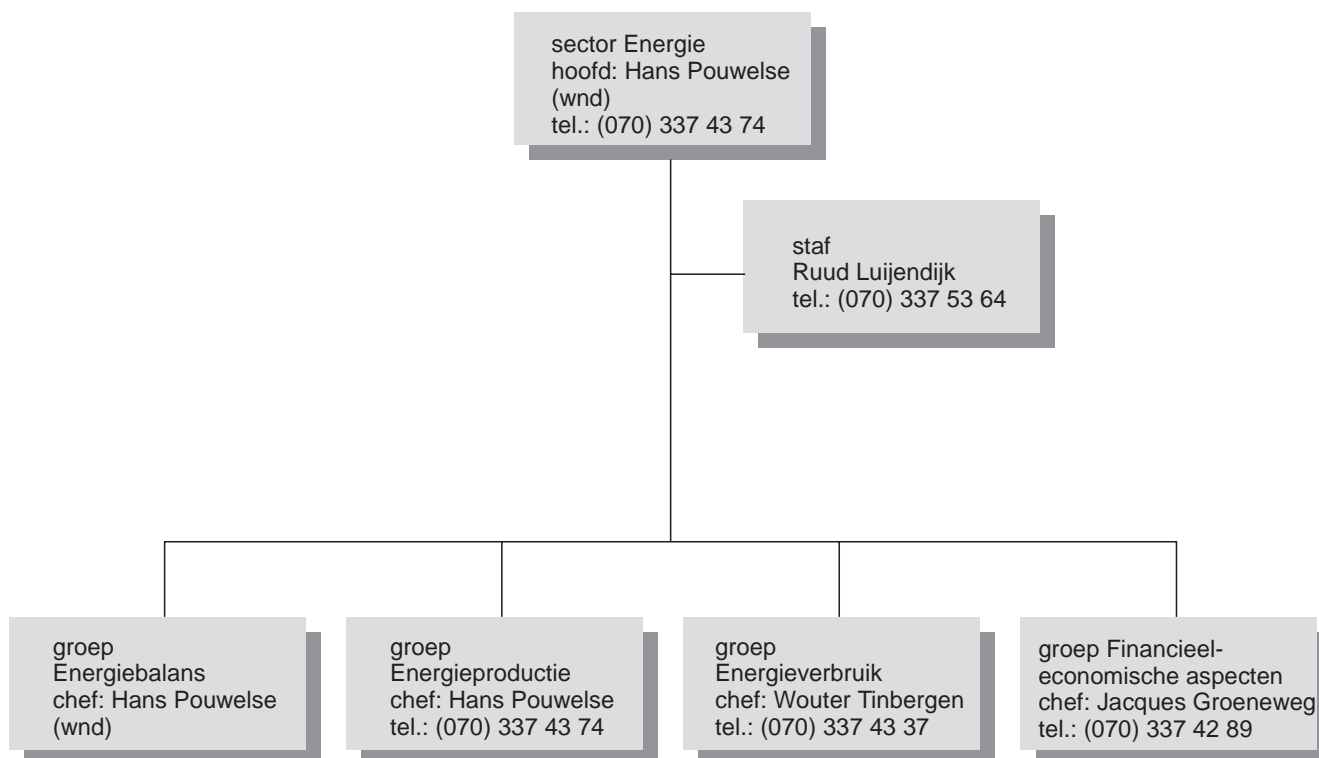 sector Energie
hoofd: Hans Pouwelse
(wnd)
tel.: (070) 337 43 74
staf
Ruud Luijendijk
tel.: (070) 337 53 64
groep
Energiebalans
chef: Hans Pouwelse
(wnd)
groep
Energieproductie
chef: Hans Pouwelse
tel.: (070) 337 43 74
groep
Energieverbruik
chef: Wouter Tinbergen
tel.: (070) 337 43 37
groep Financieel-
economische aspecten
chef: Jacques Groeneweg
tel.: (070) 337 42 89